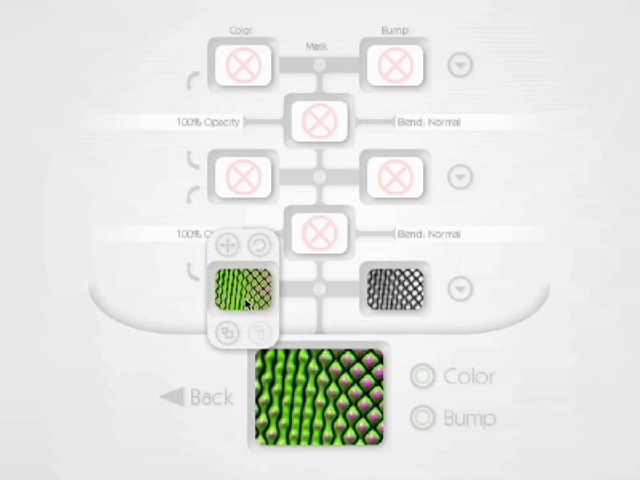 Color
Bump
Mask
100% Opacity
Blend: Normal
100% O
Blend: Normal
Color
Back
Bump